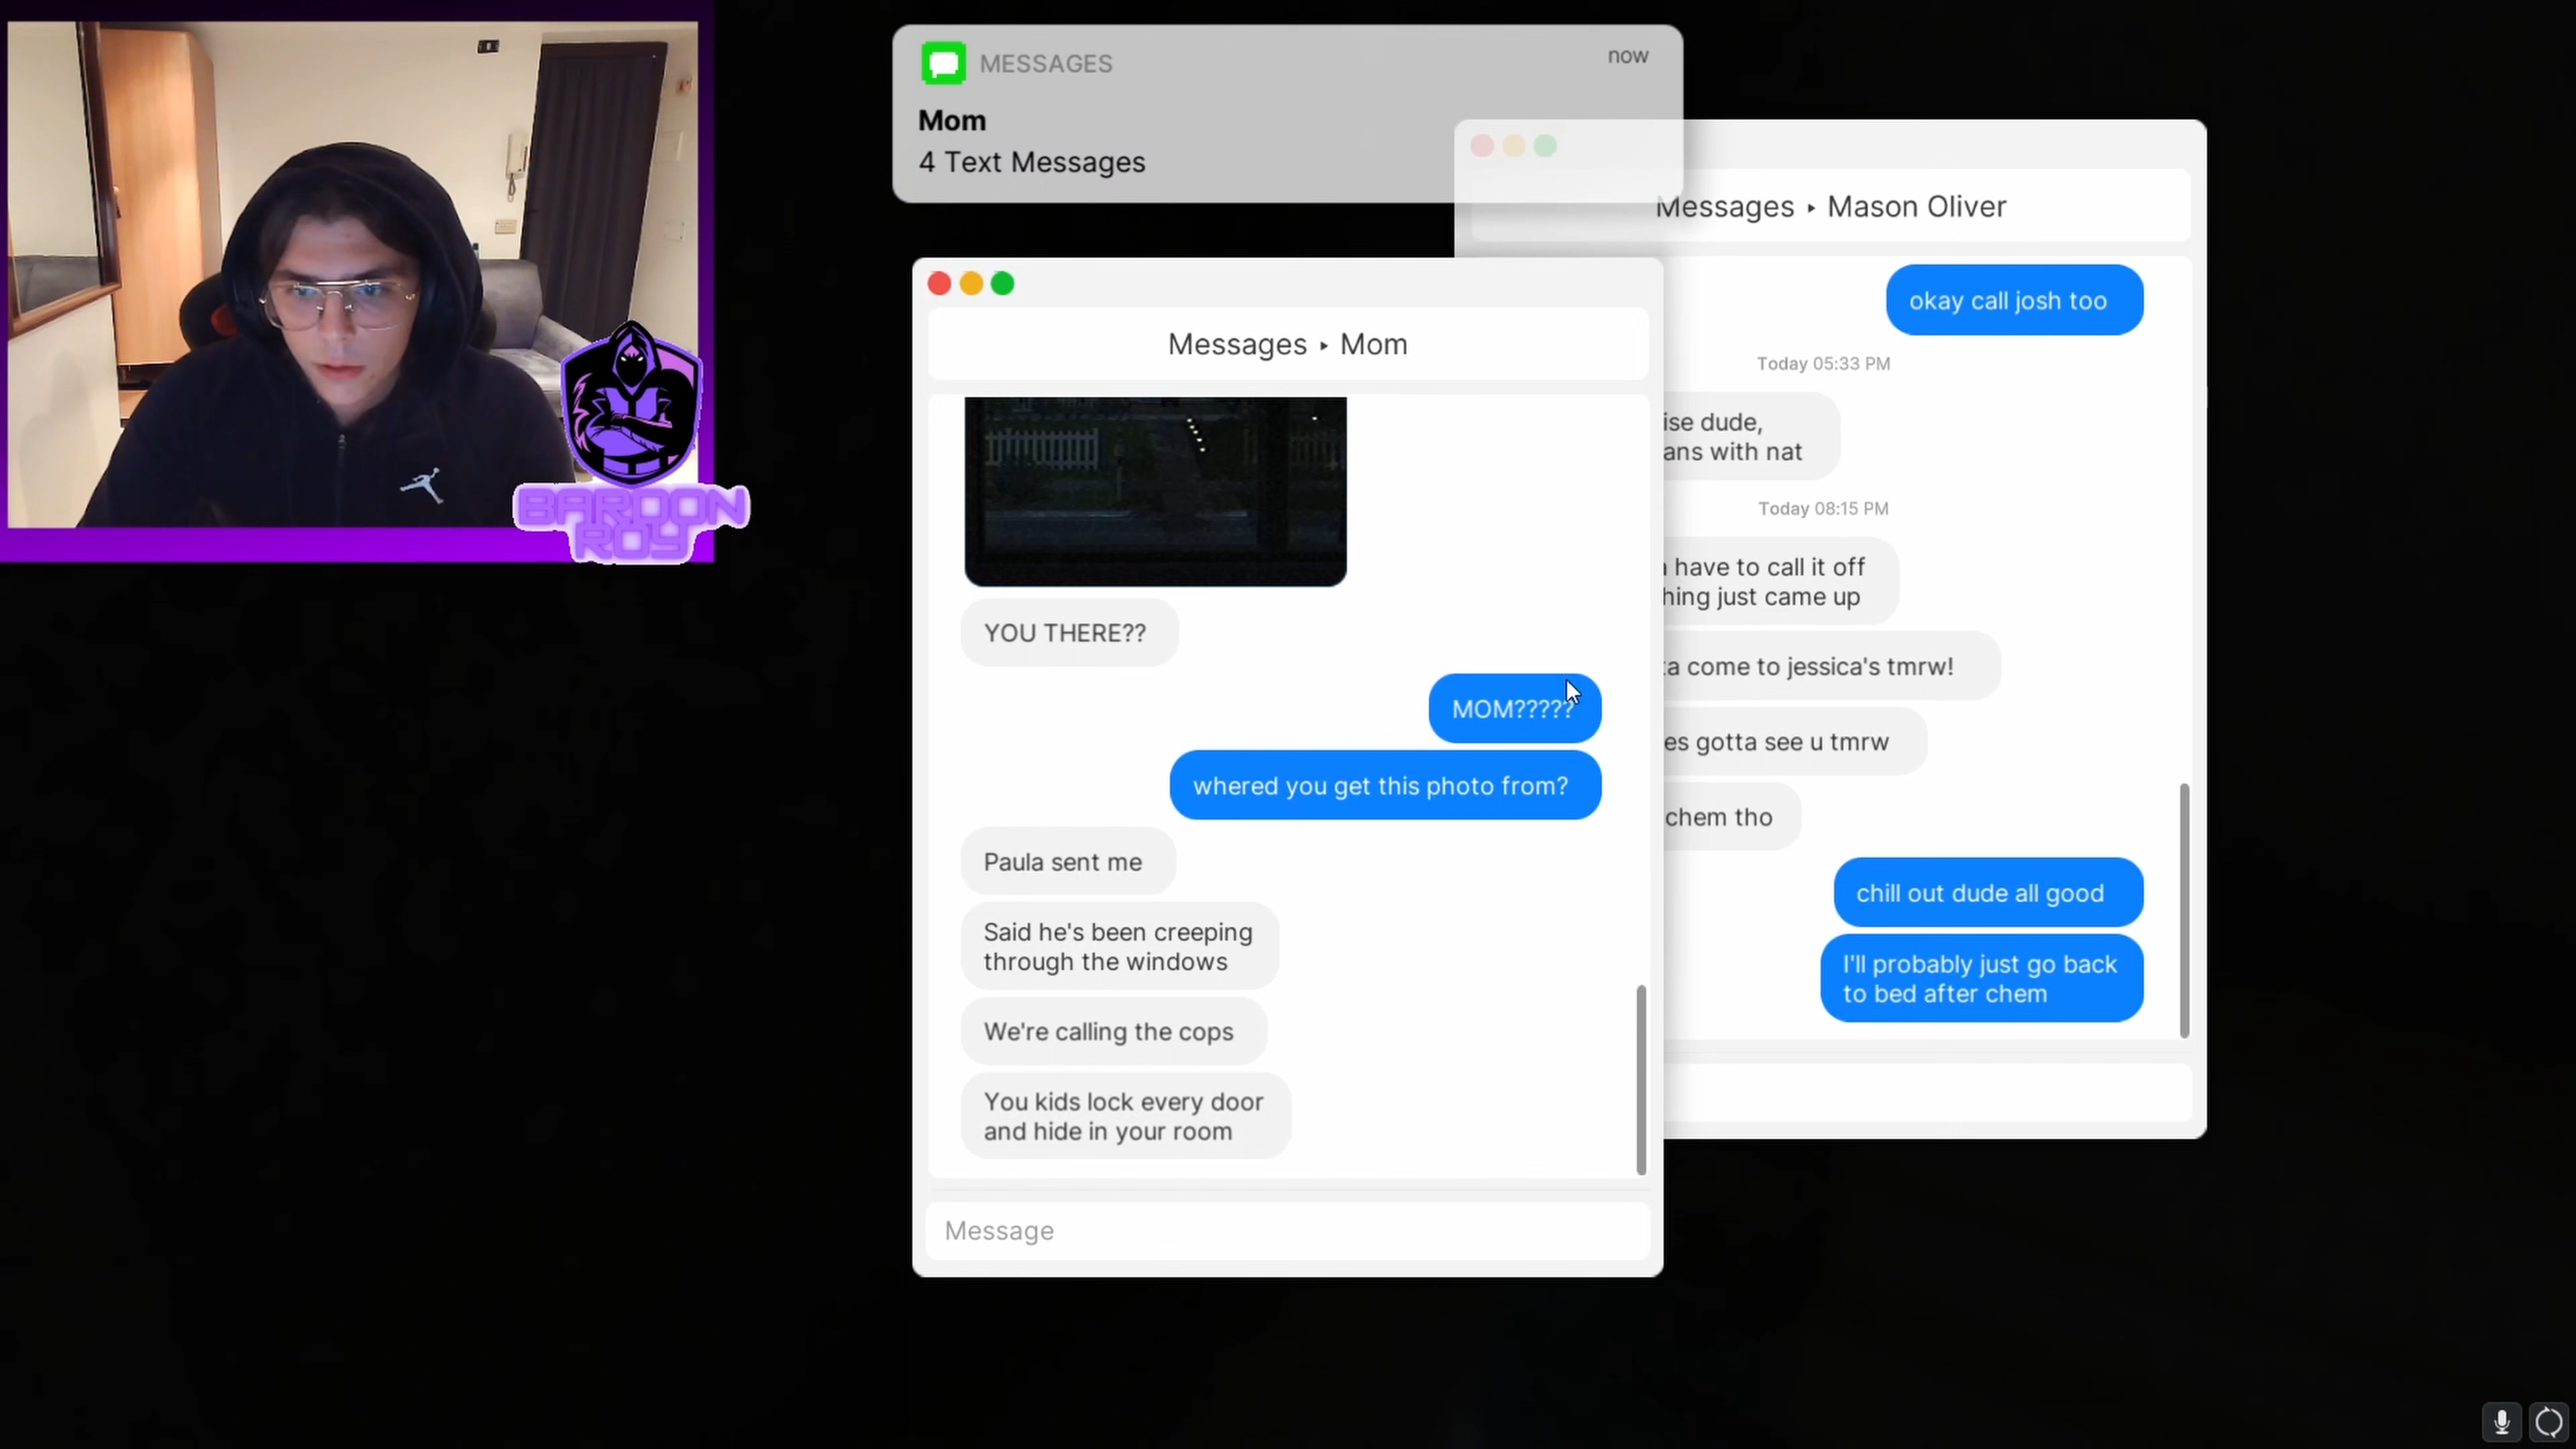 MESSAGES
now
Mom
4 Text Messages
Messages ‣ Mason Oliver
okay call josh too
Today 05:33 PM
dude,
with nat
Today 08:15 PM
have to call it off
just came up
come to jessica's tmrw!
gotta see u tmrw
chem tho
chill out dude all good
I'll probably just go back
to bed after chem
Messages ‣ Mom
YOU THERE??
MOM?????
whered you get this photo from?
Paula sent me
Said he's been creeping
through the windows
We're calling the cops
You kids lock every door
and hide in your room
Message
BARDON
ROY